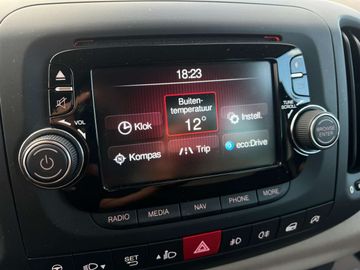 18:23
Buiten-
temperatuur
12°
Klok
Instell.
Kompas
Trip
eco:Drive
VOL
TUNE
SCROLL
BROWSE
ENTER
RADIO
MEDIA
NAV
PHONE
MORE
SET